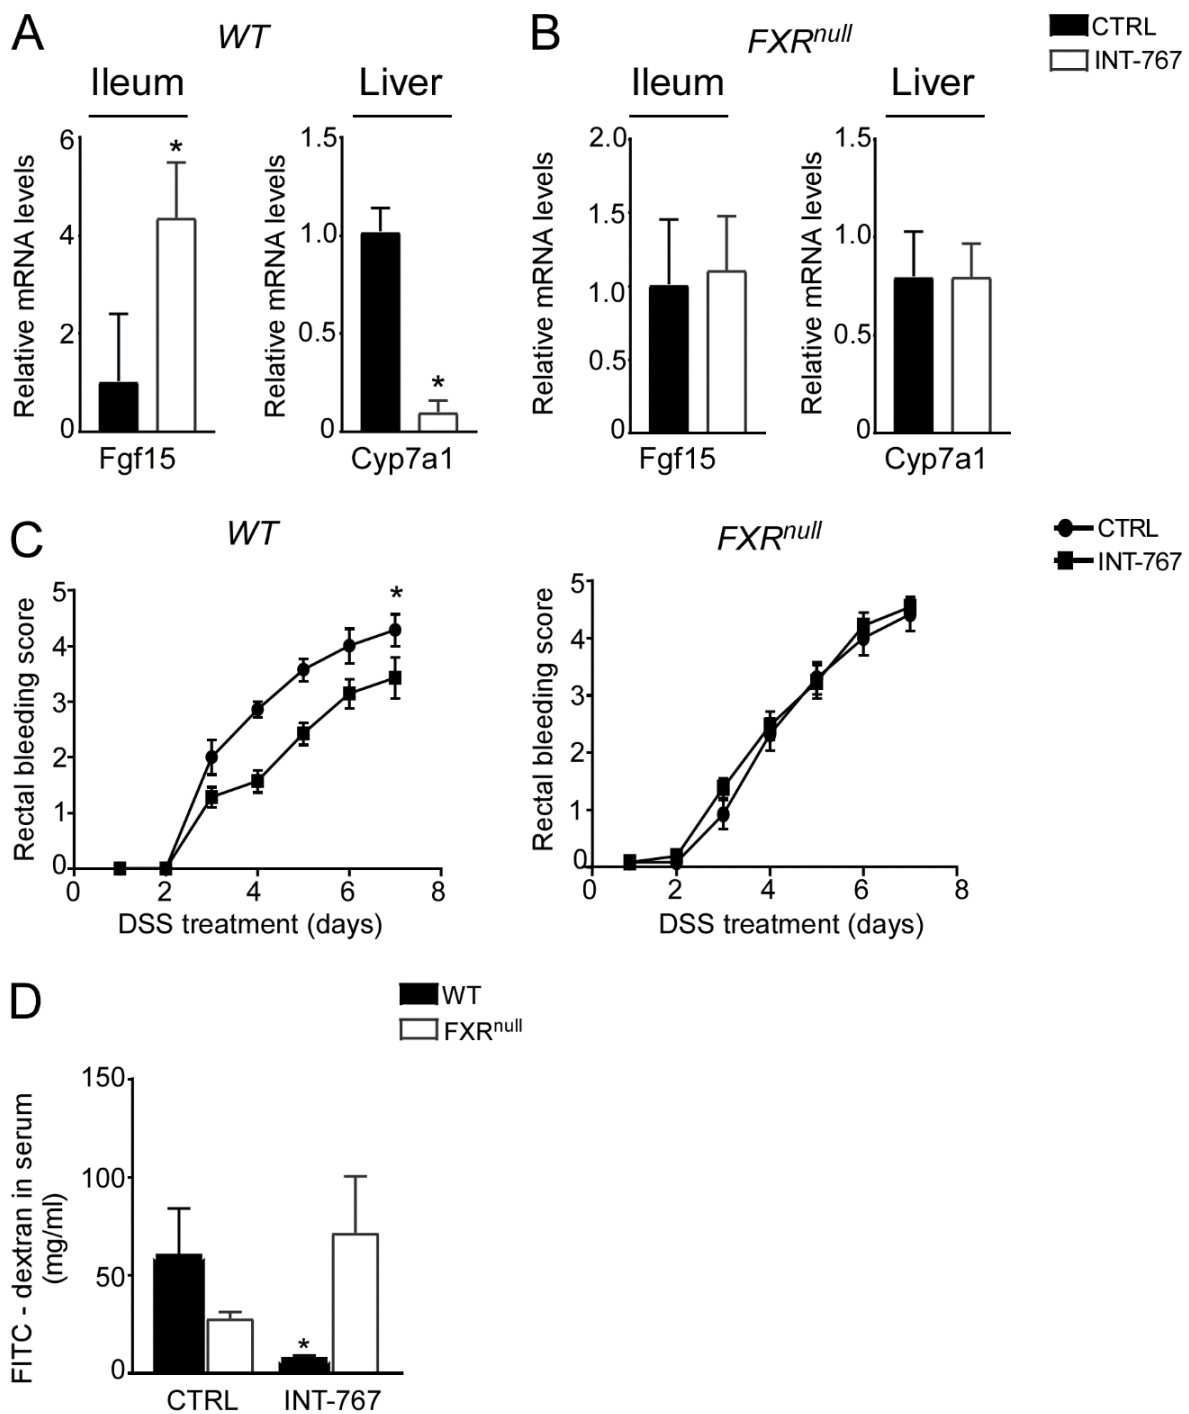 A
WT
B
FXRnull
CTRL
INT-767
Ileum
Liver
Ileum
Liver
Relative mRNA levels
6
4
2
0
*
Fgf15
Relative mRNA levels
1.5
1.0
0.5
0
*
Cyp7a1
Relative mRNA levels
2.0
1.5
1.0
0.5
0
Fgf15
Relative mRNA levels
1.5
1.0
0.5
0
Cyp7a1
C
WT
FXRnull
CTRL
INT-767
Rectal bleeding score
5
4
3
2
1
0
*
0 2 4 6 8
DSS treatment (days)
Rectal bleeding score
5
4
3
2
1
0
0 2 4 6 8
DSS treatment (days)
D
WT
FXRnull
FITC - dextran in serum
(mg/ml)
150
100
50
0
*
CTRL INT-767